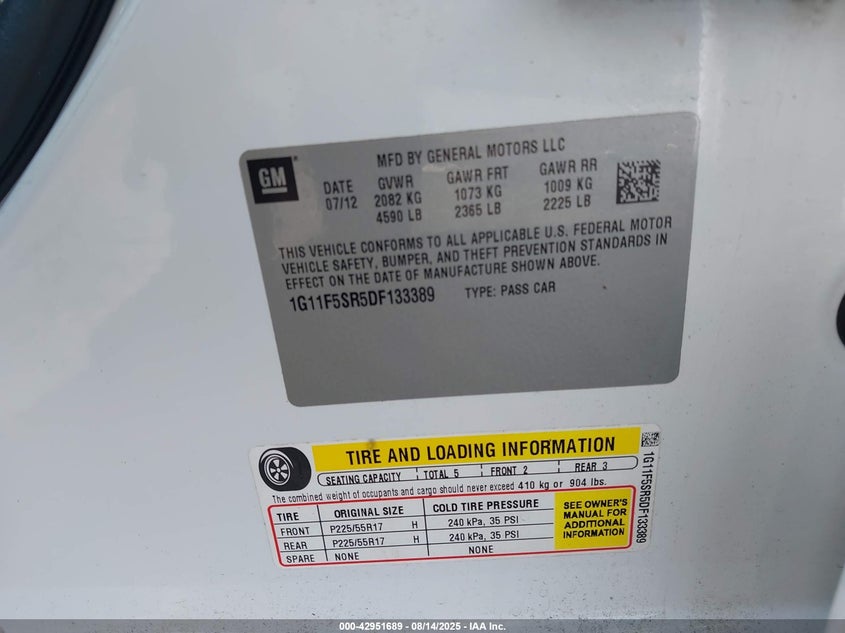 GM
MFD BY GENERAL MOTORS LLC
DATE GVWR GAWR FRT GAWR RR
07/12 2082 KG 1073 KG 1009 KG
4590 LB 2365 LB 2225 LB
THIS VEHICLE CONFORMS TO ALL APPLICABLE U.S. FEDERAL MOTOR
VEHICLE SAFETY, BUMPER, AND THEFT PREVENTION STANDARDS IN
EFFECT ON THE DATE OF MANUFACTURE SHOWN ABOVE.
1G11F5SR5DF133389 TYPE: PASS CAR
TIRE AND LOADING INFORMATION
SEATING CAPACITY TOTAL 5 FRONT 2 REAR 3
The combined weight of occupants and cargo should never exceed 410 kg or 904 lbs.
TIRE ORIGINAL SIZE COLD TIRE PRESSURE
FRONT P225/55R17 H 240 kPa, 35 PSI
REAR P225/55R17 H 240 kPa, 35 PSI
SPARE NONE NONE
SEE OWNER'S
MANUAL FOR
ADDITIONAL
INFORMATION
1G11F5SR5DF133389
000-42951689 - 08/14/2025 - IAA Inc.